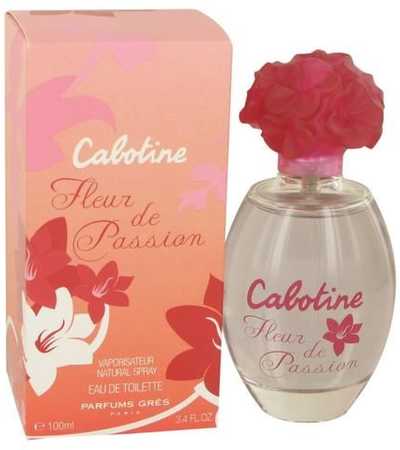 Cabotine
Fleur
de
Passion
VAPORISATEUR
NATURAL SPRAY
EAU DE TOILETTE
PARFUMS GRÈS
PARIS
100ml 3.4 FL.OZ
Cabotine
Fleur
de
Passion